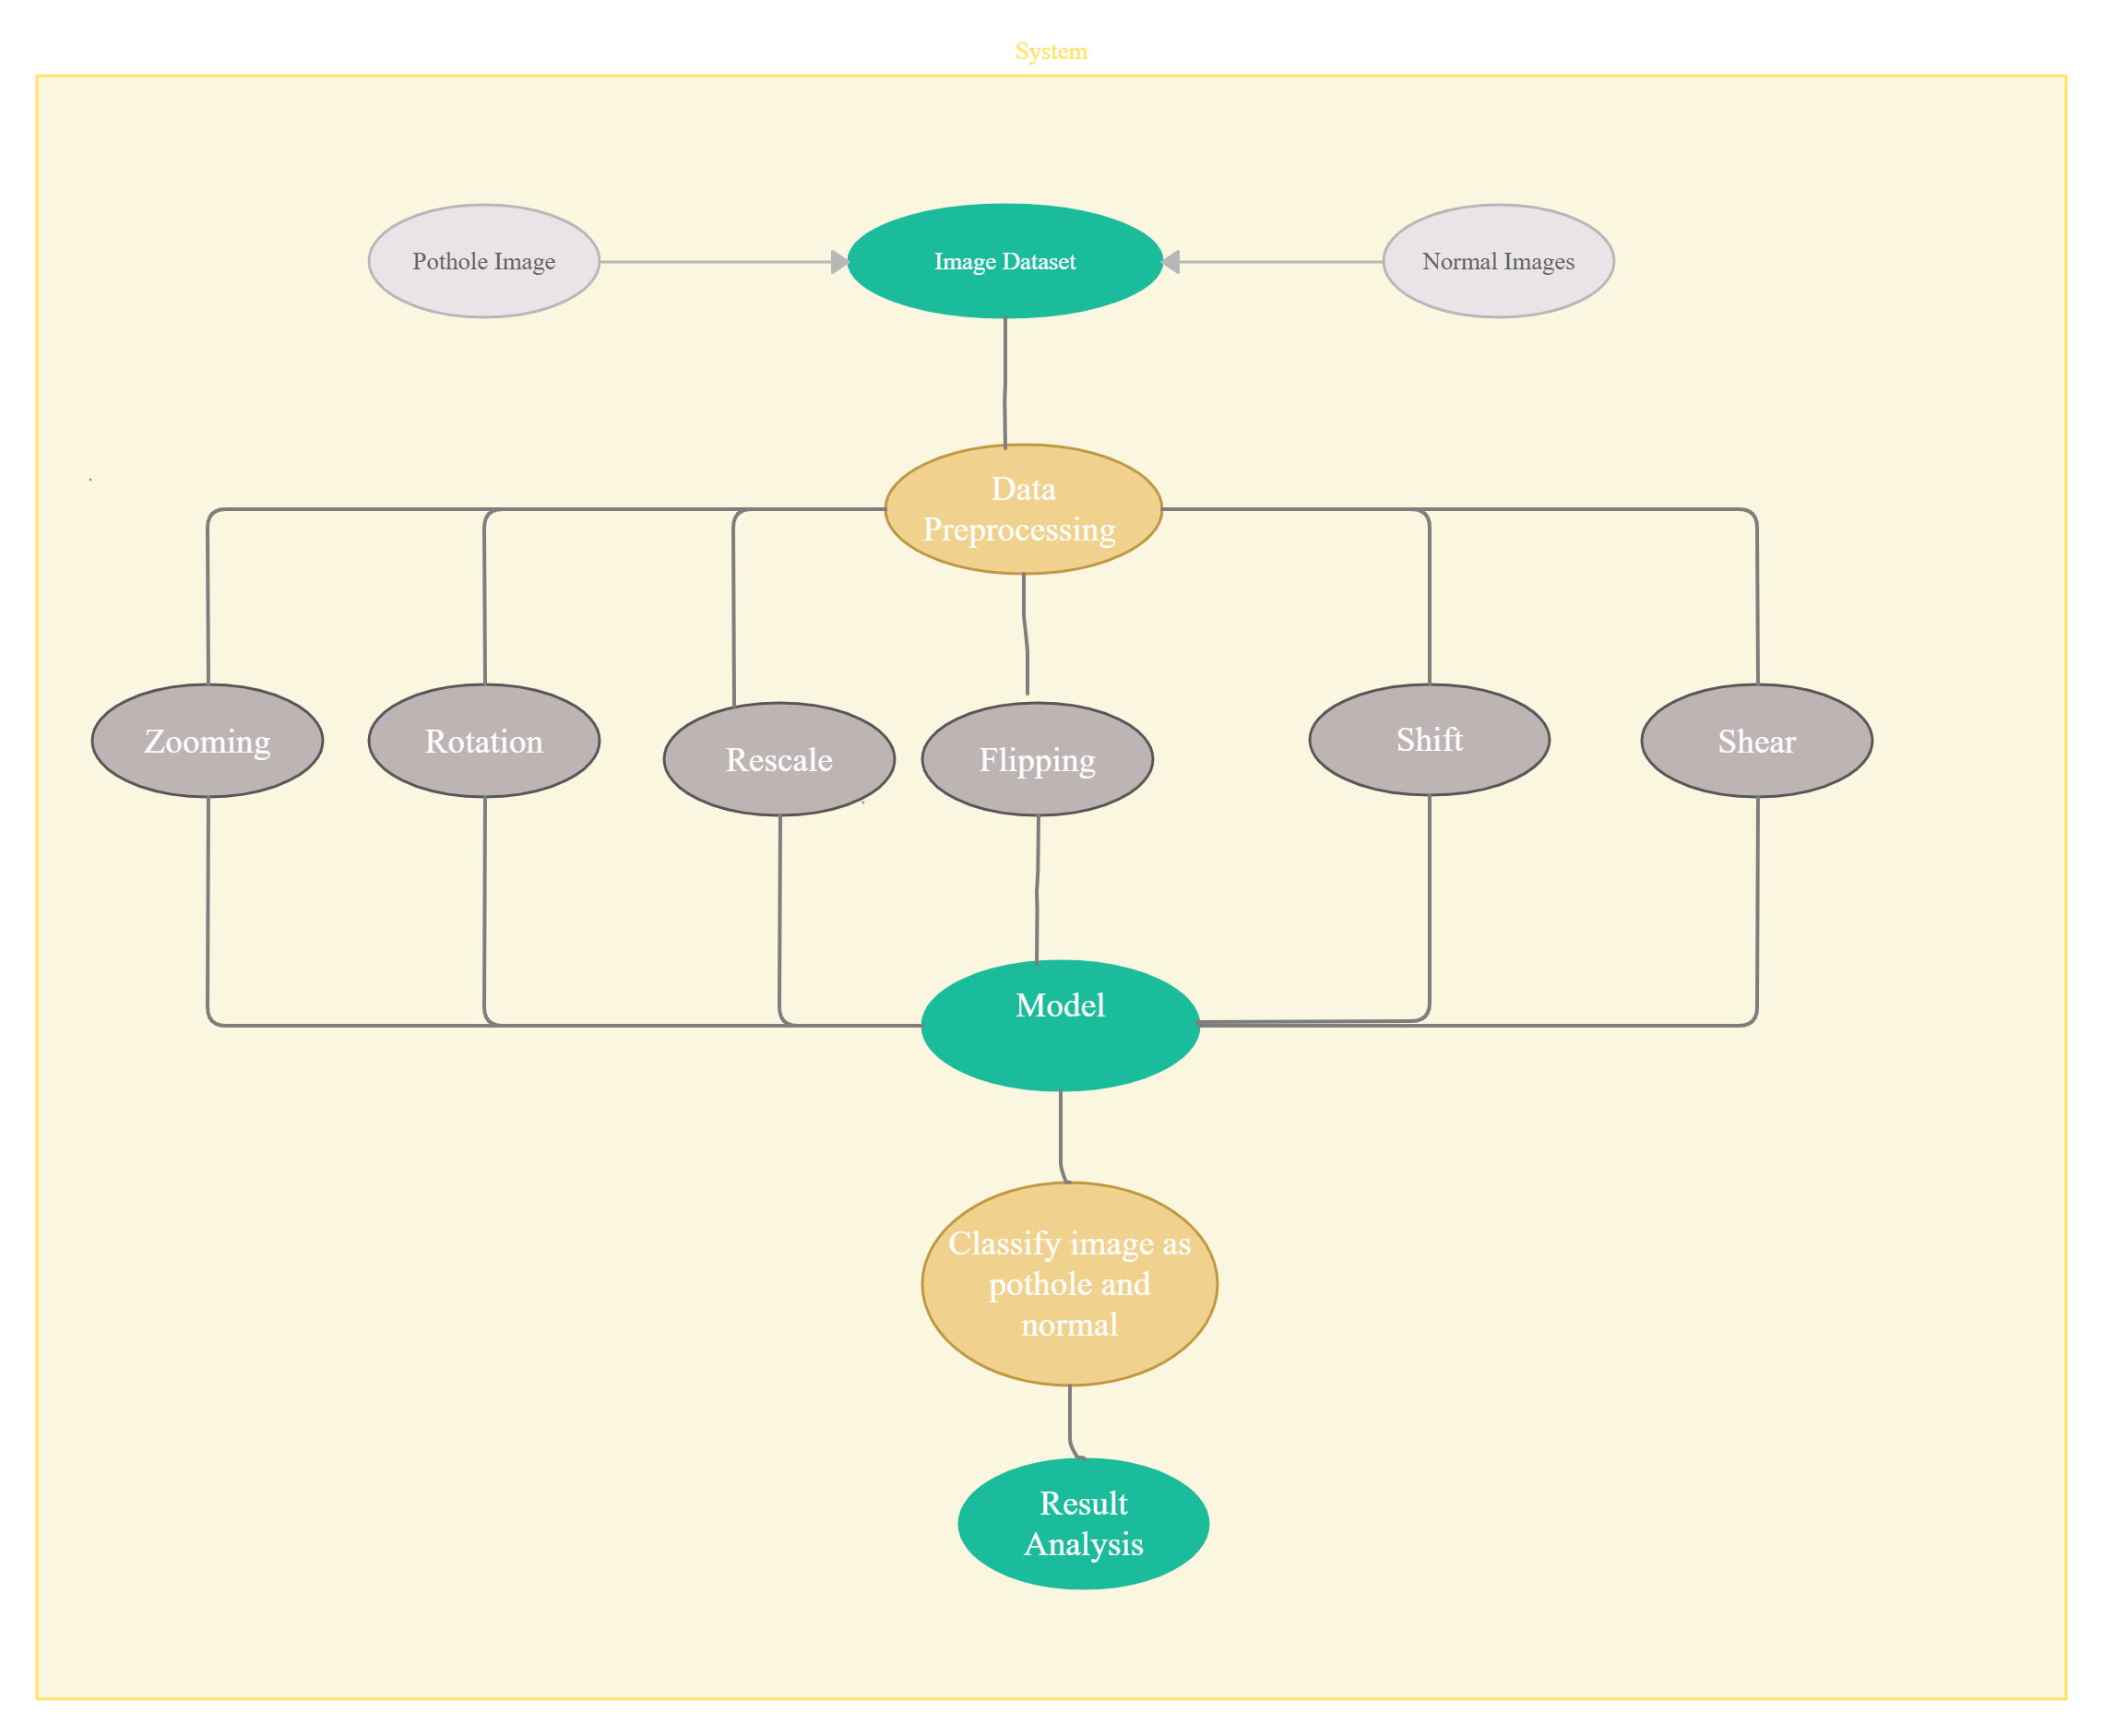 System
Pothole Image
Image Dataset
Normal Images
Data
Preprocessing
Zooming
Rotation
Rescale
Flipping
Shift
Shear
Model
Classify image as
pothole and
normal
Result
Analysis